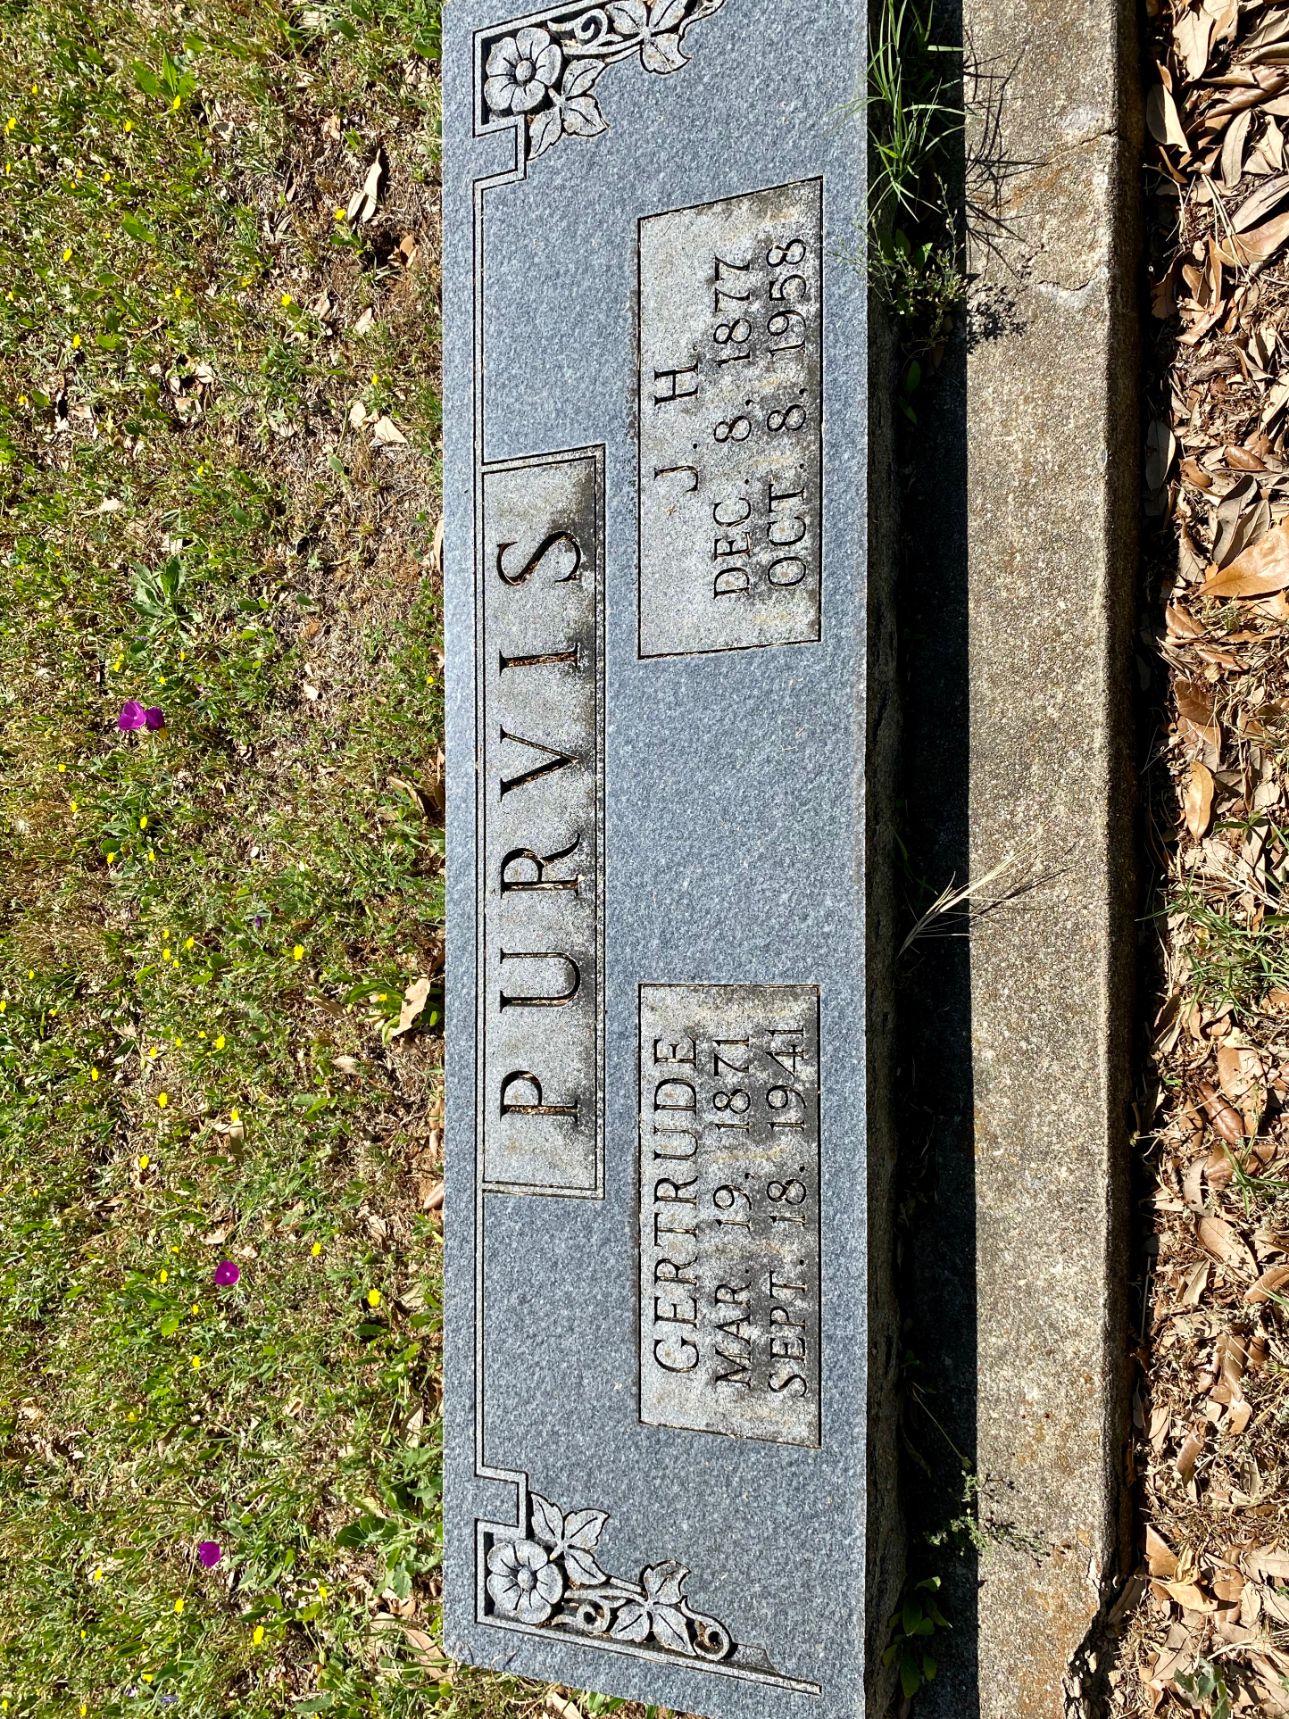 PURVIS
GERTRUDE
MAR. 19. 1871
SEPT. 18. 1941
J. H.
DEC. 8, 1877
OCT. 8, 1958